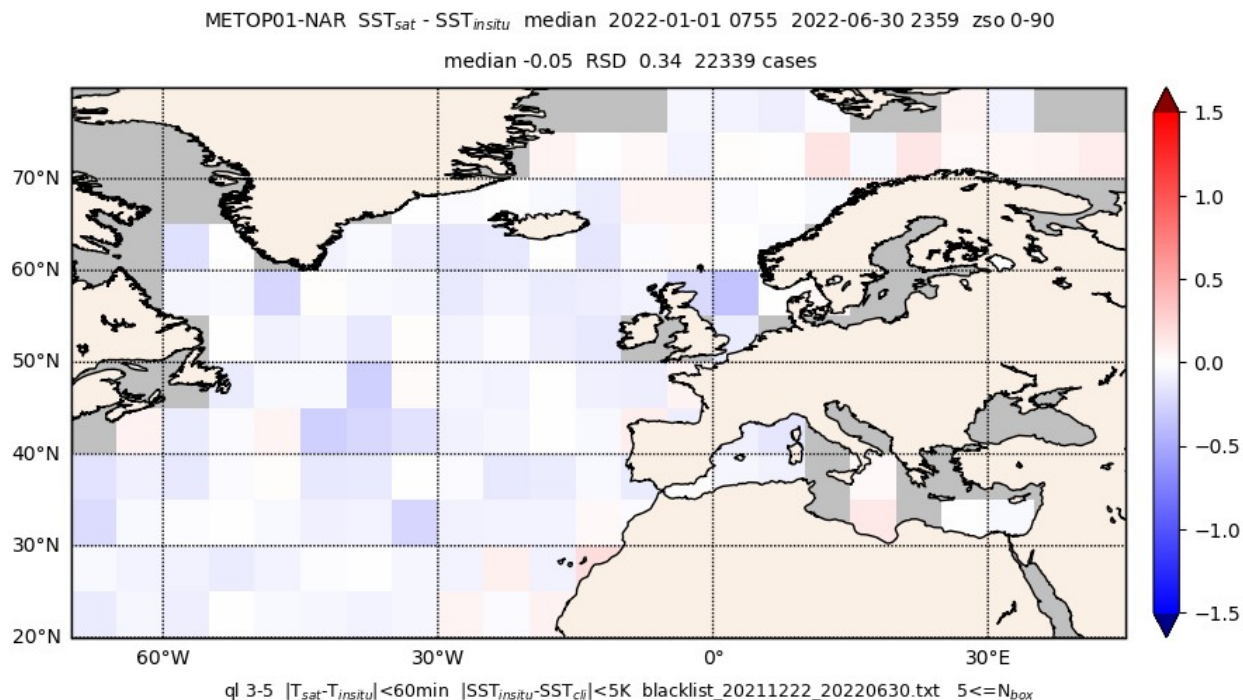 METOP01-NAR SST_sat - SST_insitu median 2022-01-01 0755 2022-06-30 2359 zso 0-90
median -0.05 RSD 0.34 22339 cases
1.5
1.0
0.5
0.0
−0.5
−1.0
−1.5
70°N
60°N
50°N
40°N
30°N
20°N
60°W 30°W 0° 30°E
ql 3-5 |T_sat-T_insitu|<60min |SST_insitu-SST_cli|<5K blacklist_20211222_20220630.txt 5<=N_box